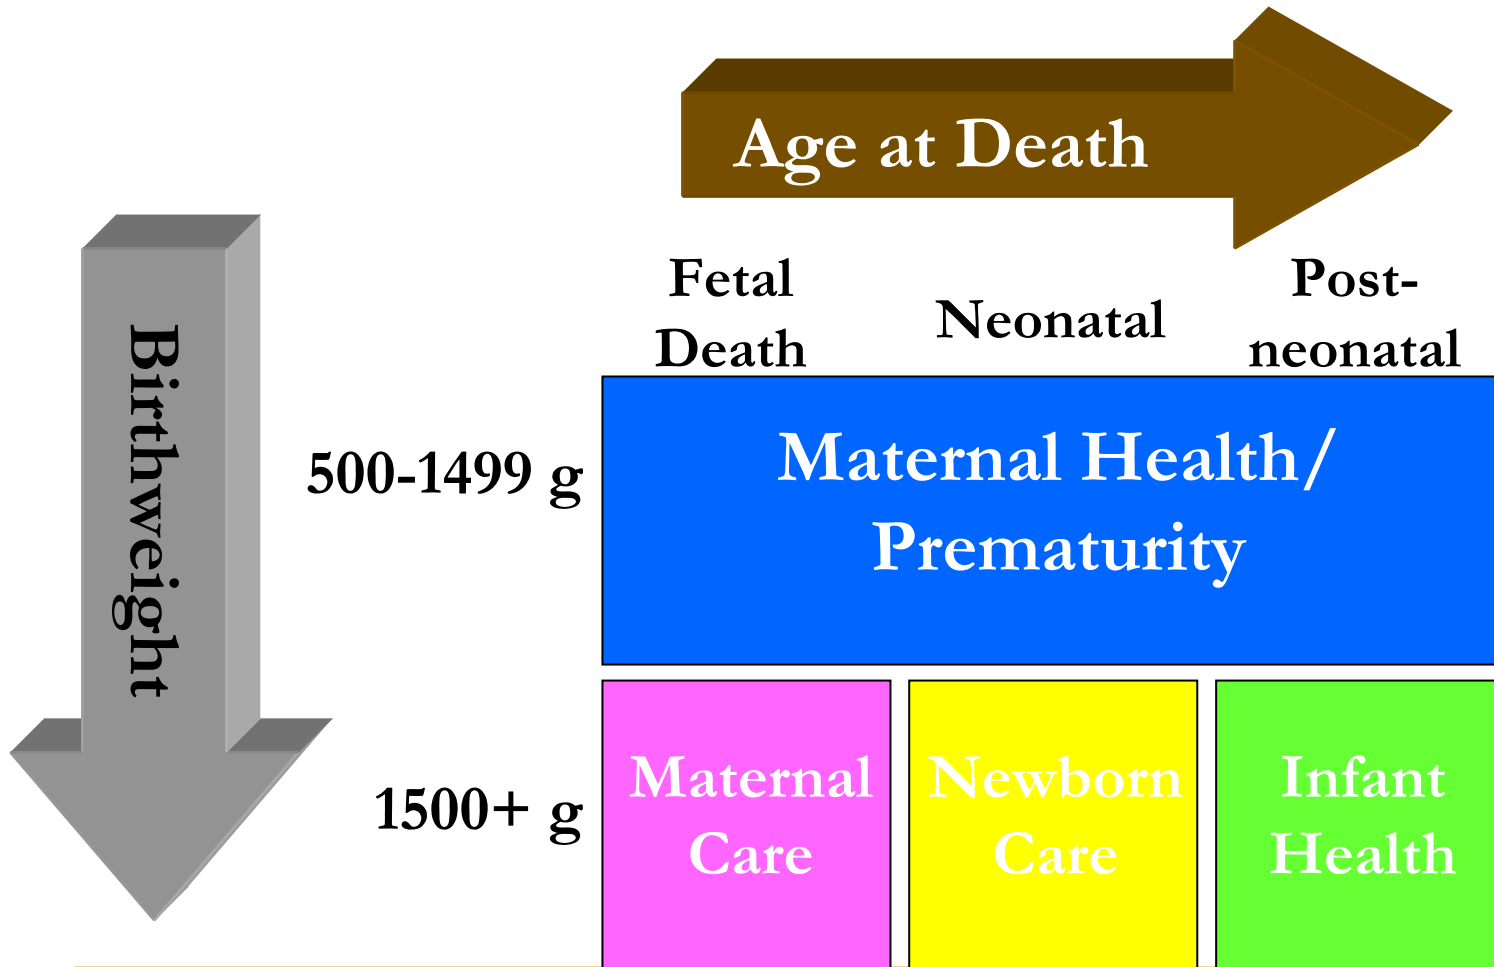 Age at Death
Birthweight
Fetal
Death
Neonatal
Post-
neonatal
500-1499 g
Maternal Health/
Prematurity
1500+ g
Maternal
Care
Newborn
Care
Infant
Health